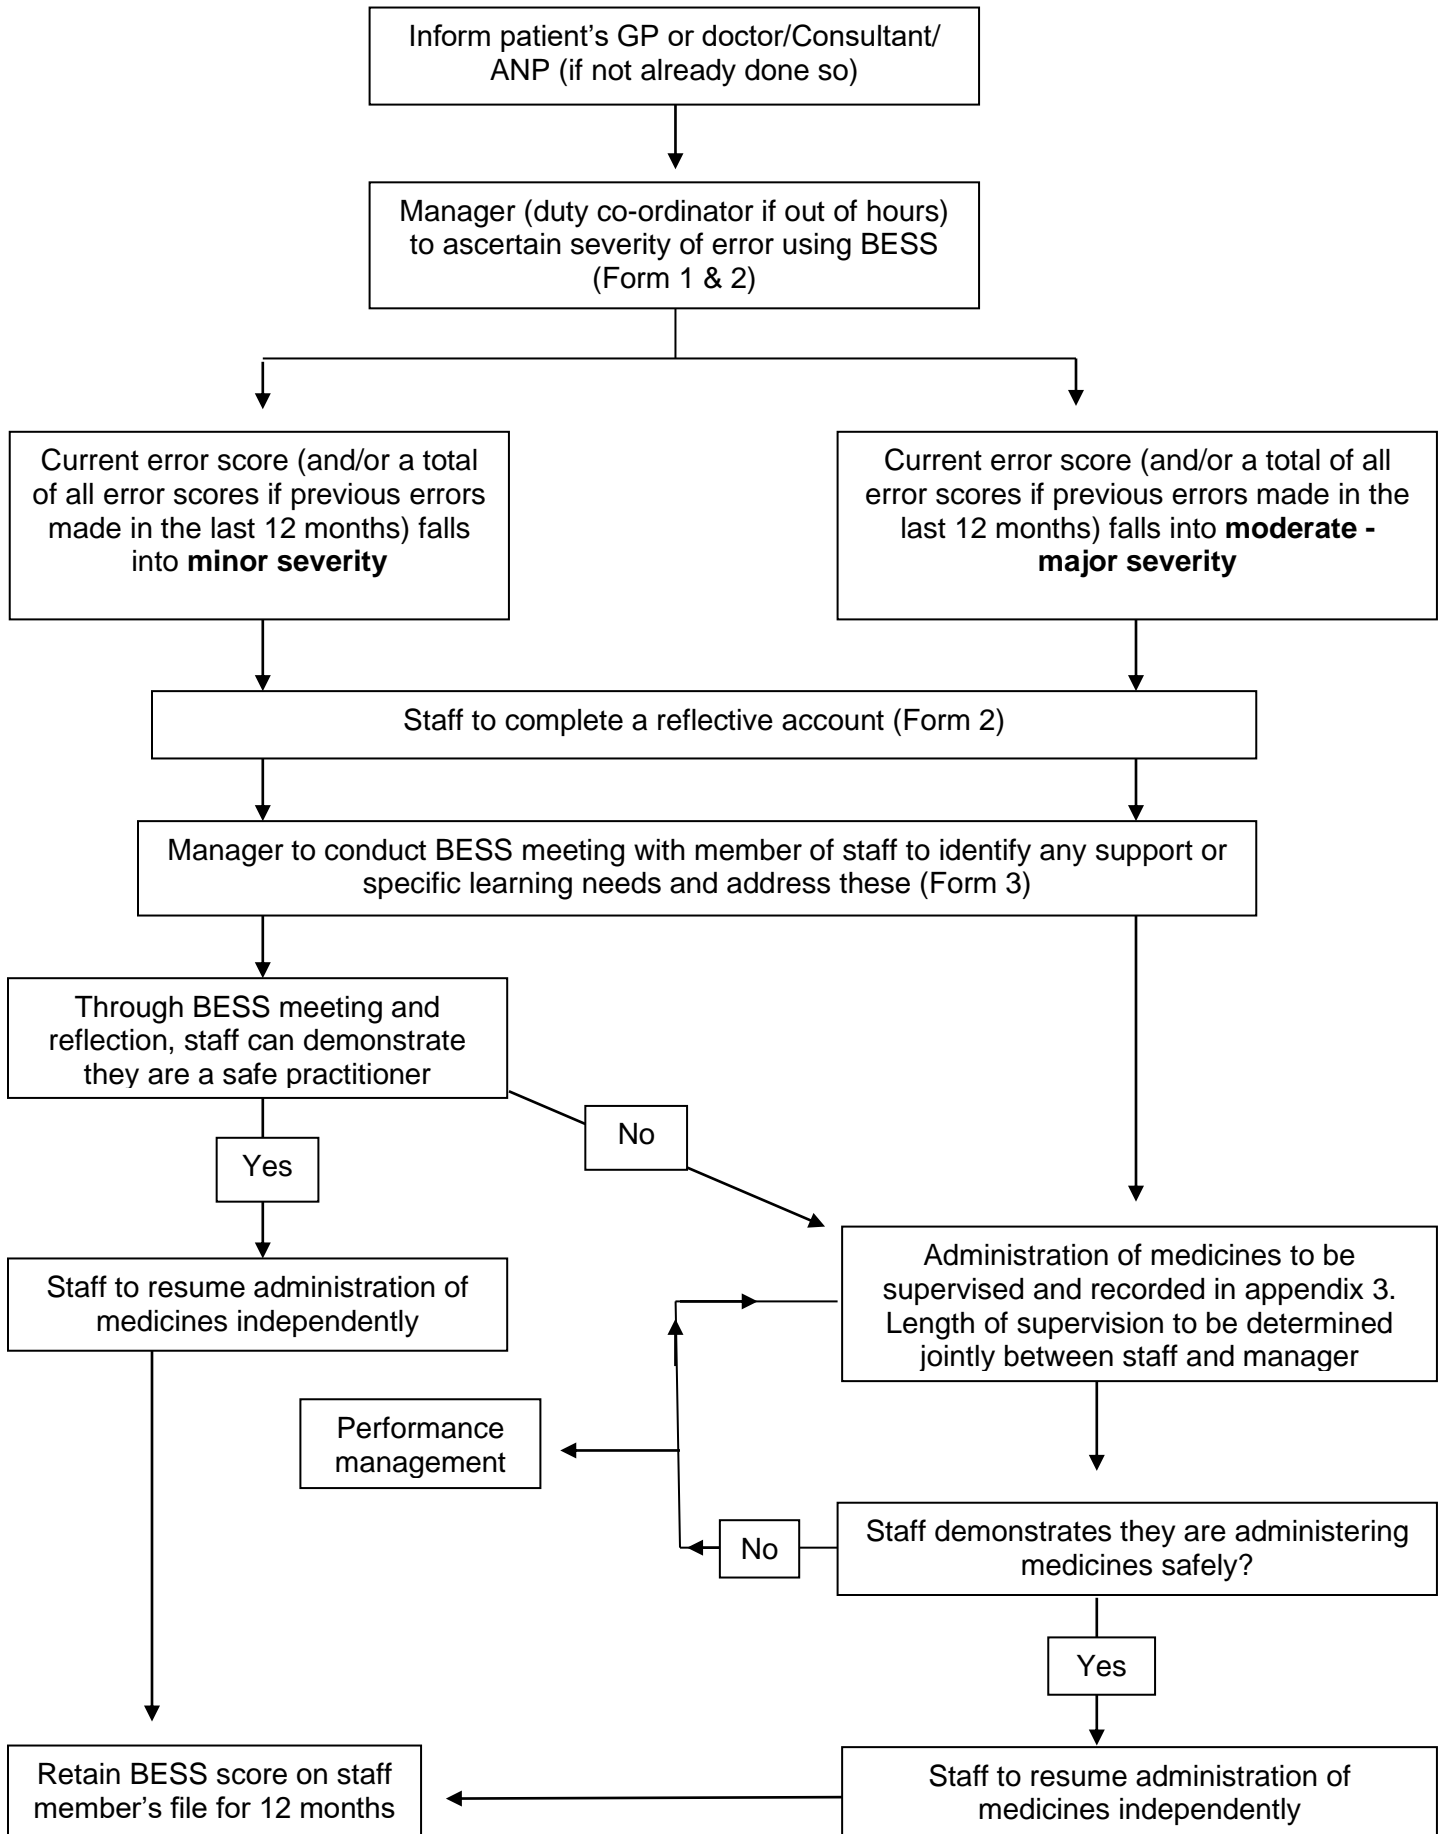 Inform patient’s GP or doctor/Consultant/
ANP (if not already done so)
Manager (duty co-ordinator if out of hours)
to ascertain severity of error using BESS
(Form 1 & 2)
Current error score (and/or a total
of all error scores if previous errors
made in the last 12 months) falls
into minor severity
Current error score (and/or a total of all
error scores if previous errors made in the
last 12 months) falls into moderate -
major severity
Staff to complete a reflective account (Form 2)
Manager to conduct BESS meeting with member of staff to identify any support or
specific learning needs and address these (Form 3)
Through BESS meeting and
reflection, staff can demonstrate
they are a safe practitioner
No
Yes
Staff to resume administration of
medicines independently
Administration of medicines to be
supervised and recorded in appendix 3.
Length of supervision to be determined
jointly between staff and manager
Performance
management
No
Staff demonstrates they are administering
medicines safely?
Yes
Retain BESS score on staff
member’s file for 12 months
Staff to resume administration of
medicines independently